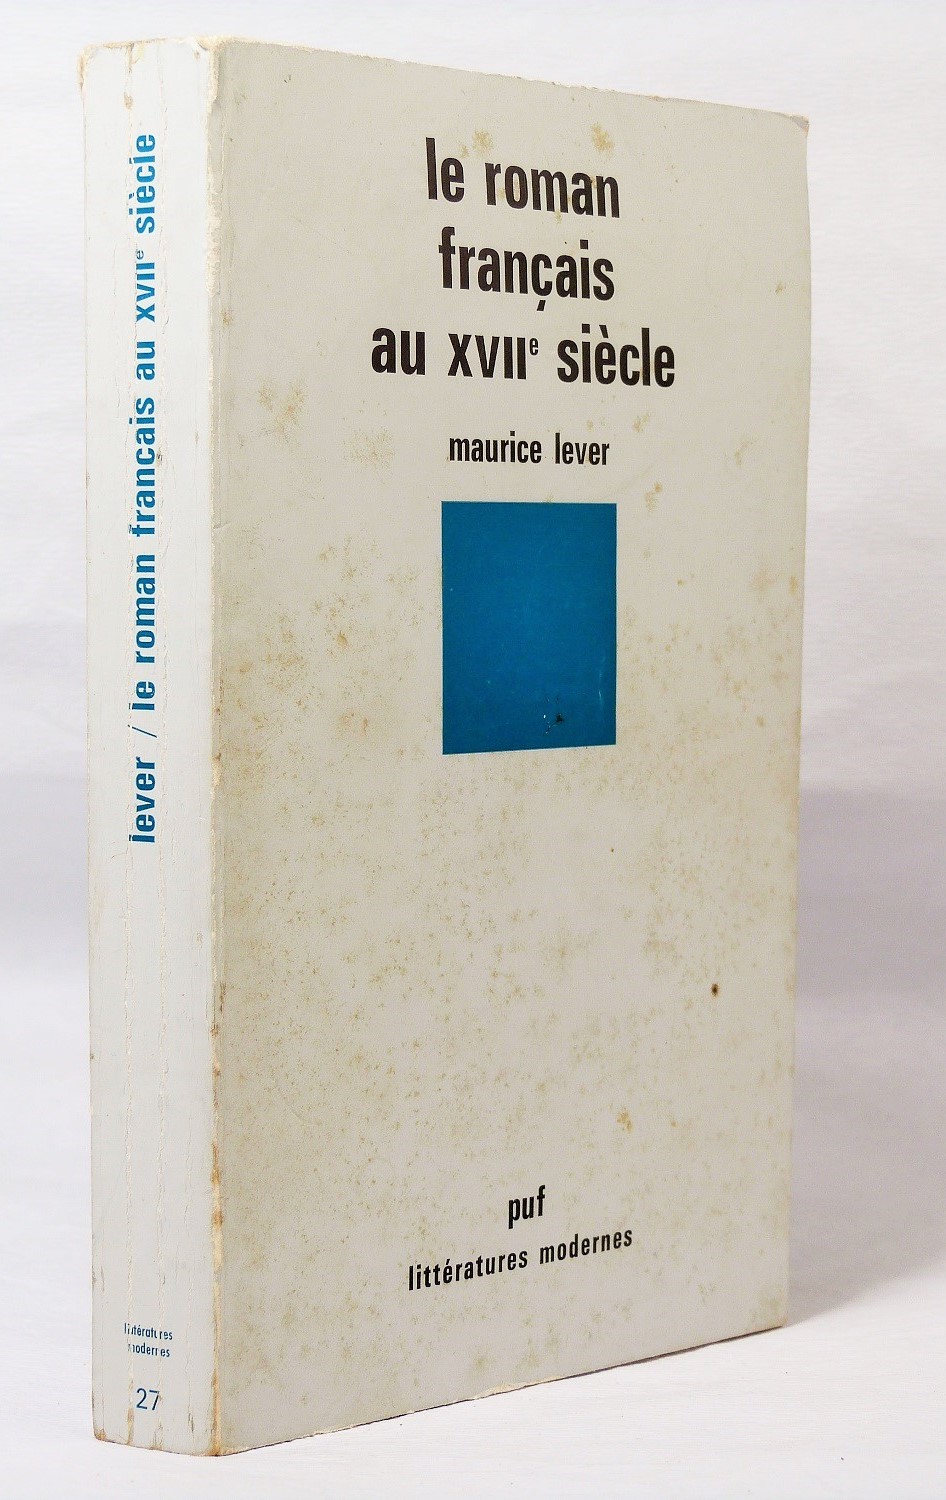 le roman
français
au XVIIe siècle
maurice lever
puf
littératures modernes
lever / le roman français au XVIIe siècle
littératures
modernes
27